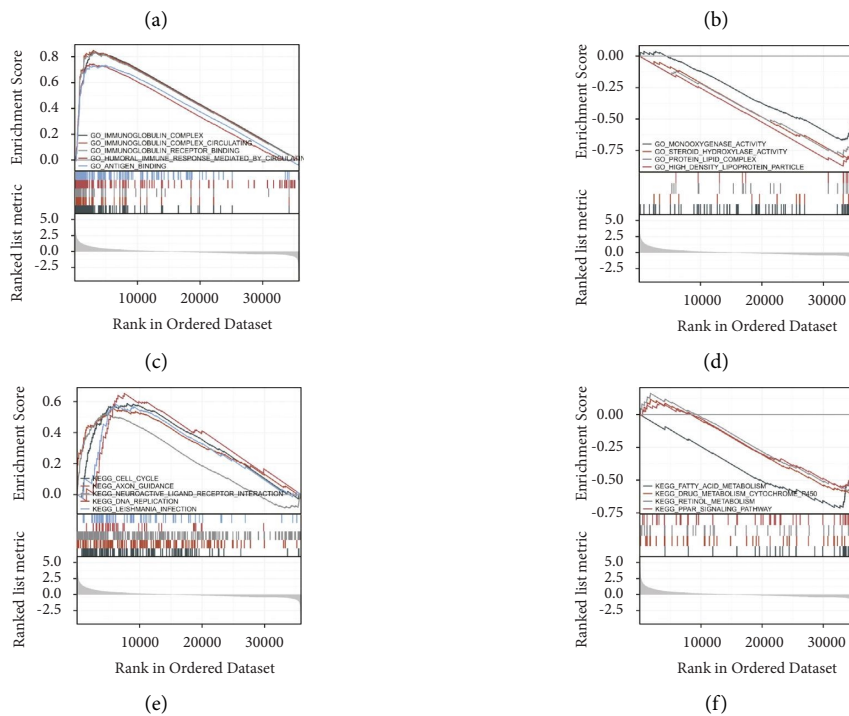 (a)
(b)
Enrichment Score
0.8
0.6
0.4
0.2
0.0
GO_IMMUNOGLOBULIN_COMPLEX
GO_IMMUNOGLOBULIN_COMPLEX_CIRCULATING
GO_IMMUNOGLOBULIN_RECEPTOR_BINDING
GO_HUMORAL_IMMUNE_RESPONSE_MEDIATED_BY_CIRCULATIN
GO_ANTIGEN_BINDING
Ranked list metric
5.0
2.5
0.0
-2.5
10000 20000 30000
Rank in Ordered Dataset
(c)
Enrichment Score
0.00
-0.25
-0.50
-0.75
GO_MONOOXYGENASE_ACTIVITY
GO_STEROID_HYDROXYLASE_ACTIVITY
GO_PROTEIN_LIPID_COMPLEX
GO_HIGH_DENSITY_LIPOPROTEIN_PARTICLE
Ranked list metric
5.0
2.5
0.0
-2.5
10000 20000 30000
Rank in Ordered Dataset
(d)
Enrichment Score
0.6
0.4
0.2
0.0
KEGG_CELL_CYCLE
KEGG_AXON_GUIDANCE
KEGG_NEUROACTIVE_LIGAND_RECEPTOR_INTERACTION
KEGG_DNA_REPLICATION
KEGG_LEISHMANIA_INFECTION
Ranked list metric
5.0
2.5
0.0
-2.5
10000 20000 30000
Rank in Ordered Dataset
(e)
Enrichment Score
0.00
-0.25
-0.50
-0.75
KEGG_FATTY_ACID_METABOLISM
KEGG_DRUG_METABOLISM_CYTOCHROME_P450
KEGG_RETINOL_METABOLISM
KEGG_PPAR_SIGNALING_PATHWAY
Ranked list metric
5.0
2.5
0.0
-2.5
10000 20000 30000
Rank in Ordered Dataset
(f)